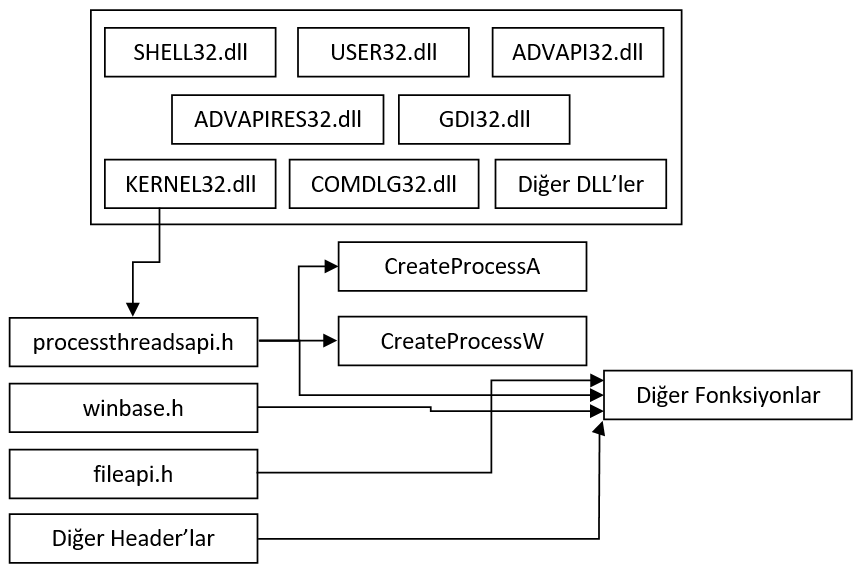 SHELL32.dll
USER32.dll
ADVAPI32.dll
ADVAPIRES32.dll
GDI32.dll
KERNEL32.dll
COMDLG32.dll
Diğer DLL’ler
CreateProcessA
processthreadsapi.h
CreateProcessW
winbase.h
Diğer Fonksiyonlar
fileapi.h
Diğer Header’lar